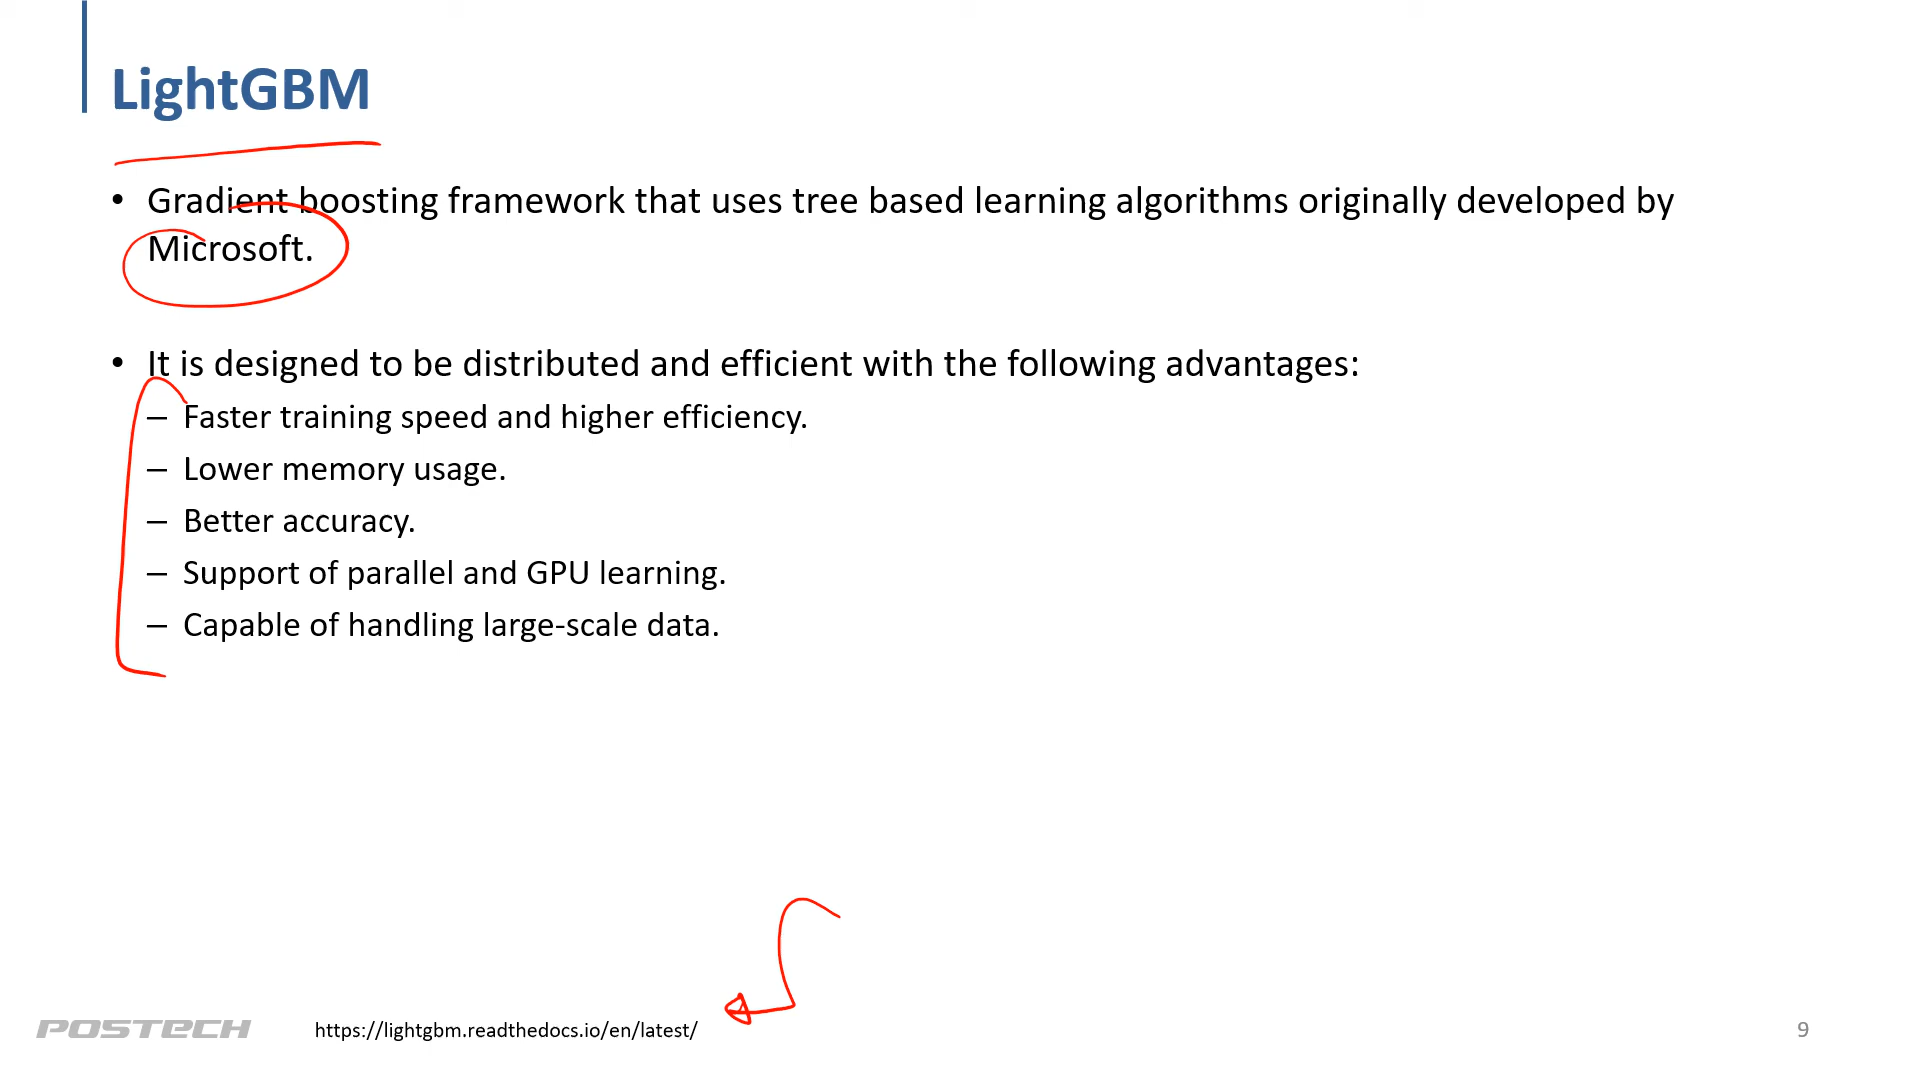 LightGBM
• Gradient boosting framework that uses tree based learning algorithms originally developed by
Microsoft.
• It is designed to be distributed and efficient with the following advantages:
– Faster training speed and higher efficiency.
– Lower memory usage.
– Better accuracy.
– Support of parallel and GPU learning.
– Capable of handling large-scale data.
POSTECH
https://lightgbm.readthedocs.io/en/latest/
9